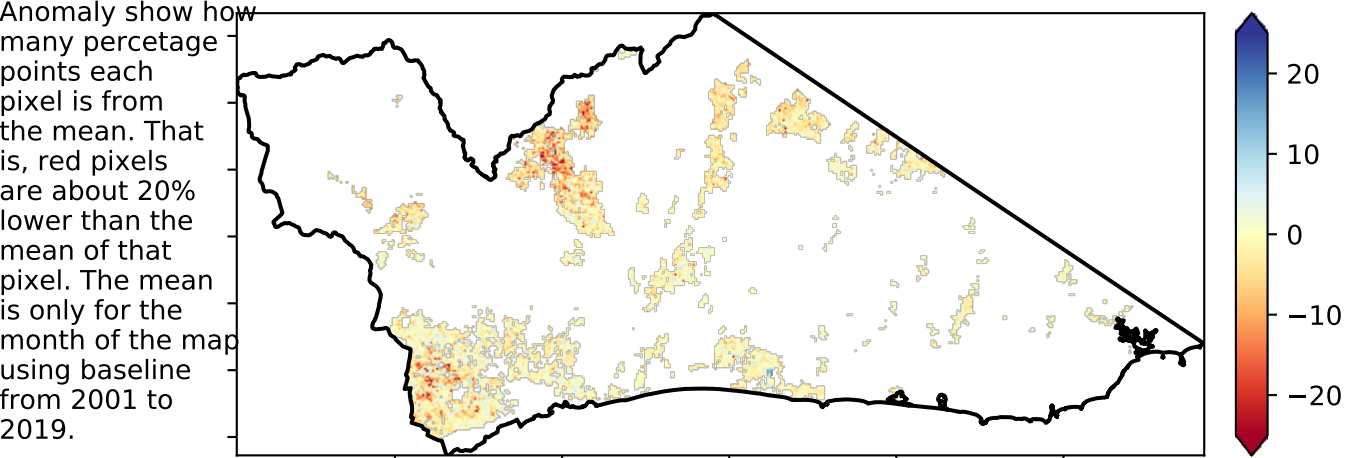 Anomaly show how
many percetage
points each
pixel is from
the mean. That
is, red pixels
are about 20%
lower than the
mean of that
pixel. The mean
is only for the
month of the map
using baseline
from 2001 to
2019.
20
10
0
−10
−20